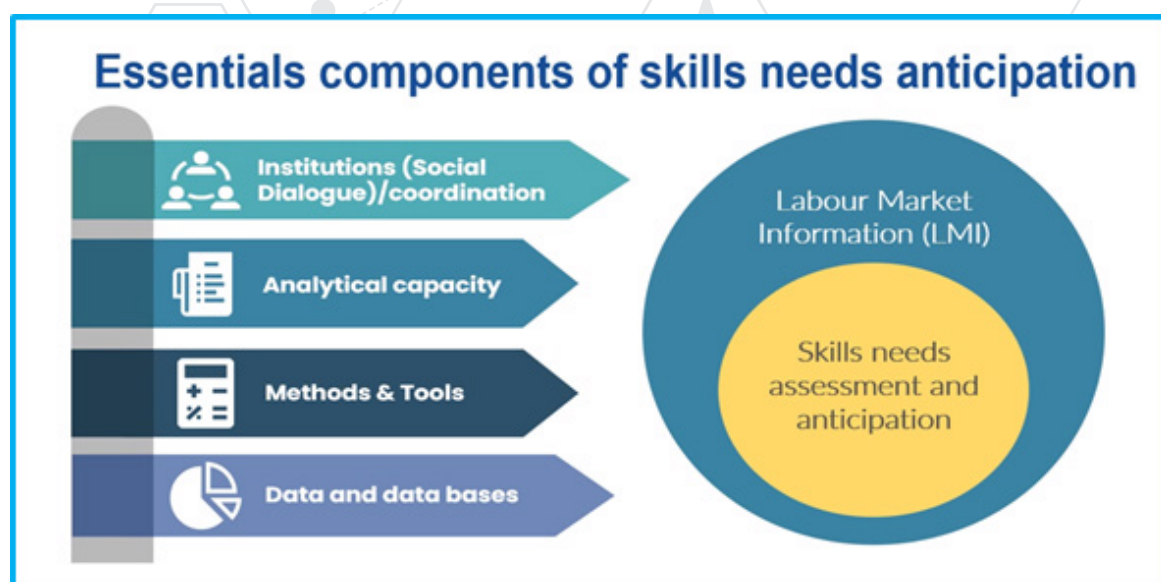 Essentials components of skills needs anticipation
Institutions (Social
Dialogue)/coordination
Analytical capacity
Methods & Tools
Data and data bases
Labour Market
Information (LMI)
Skills needs
assessment and
anticipation